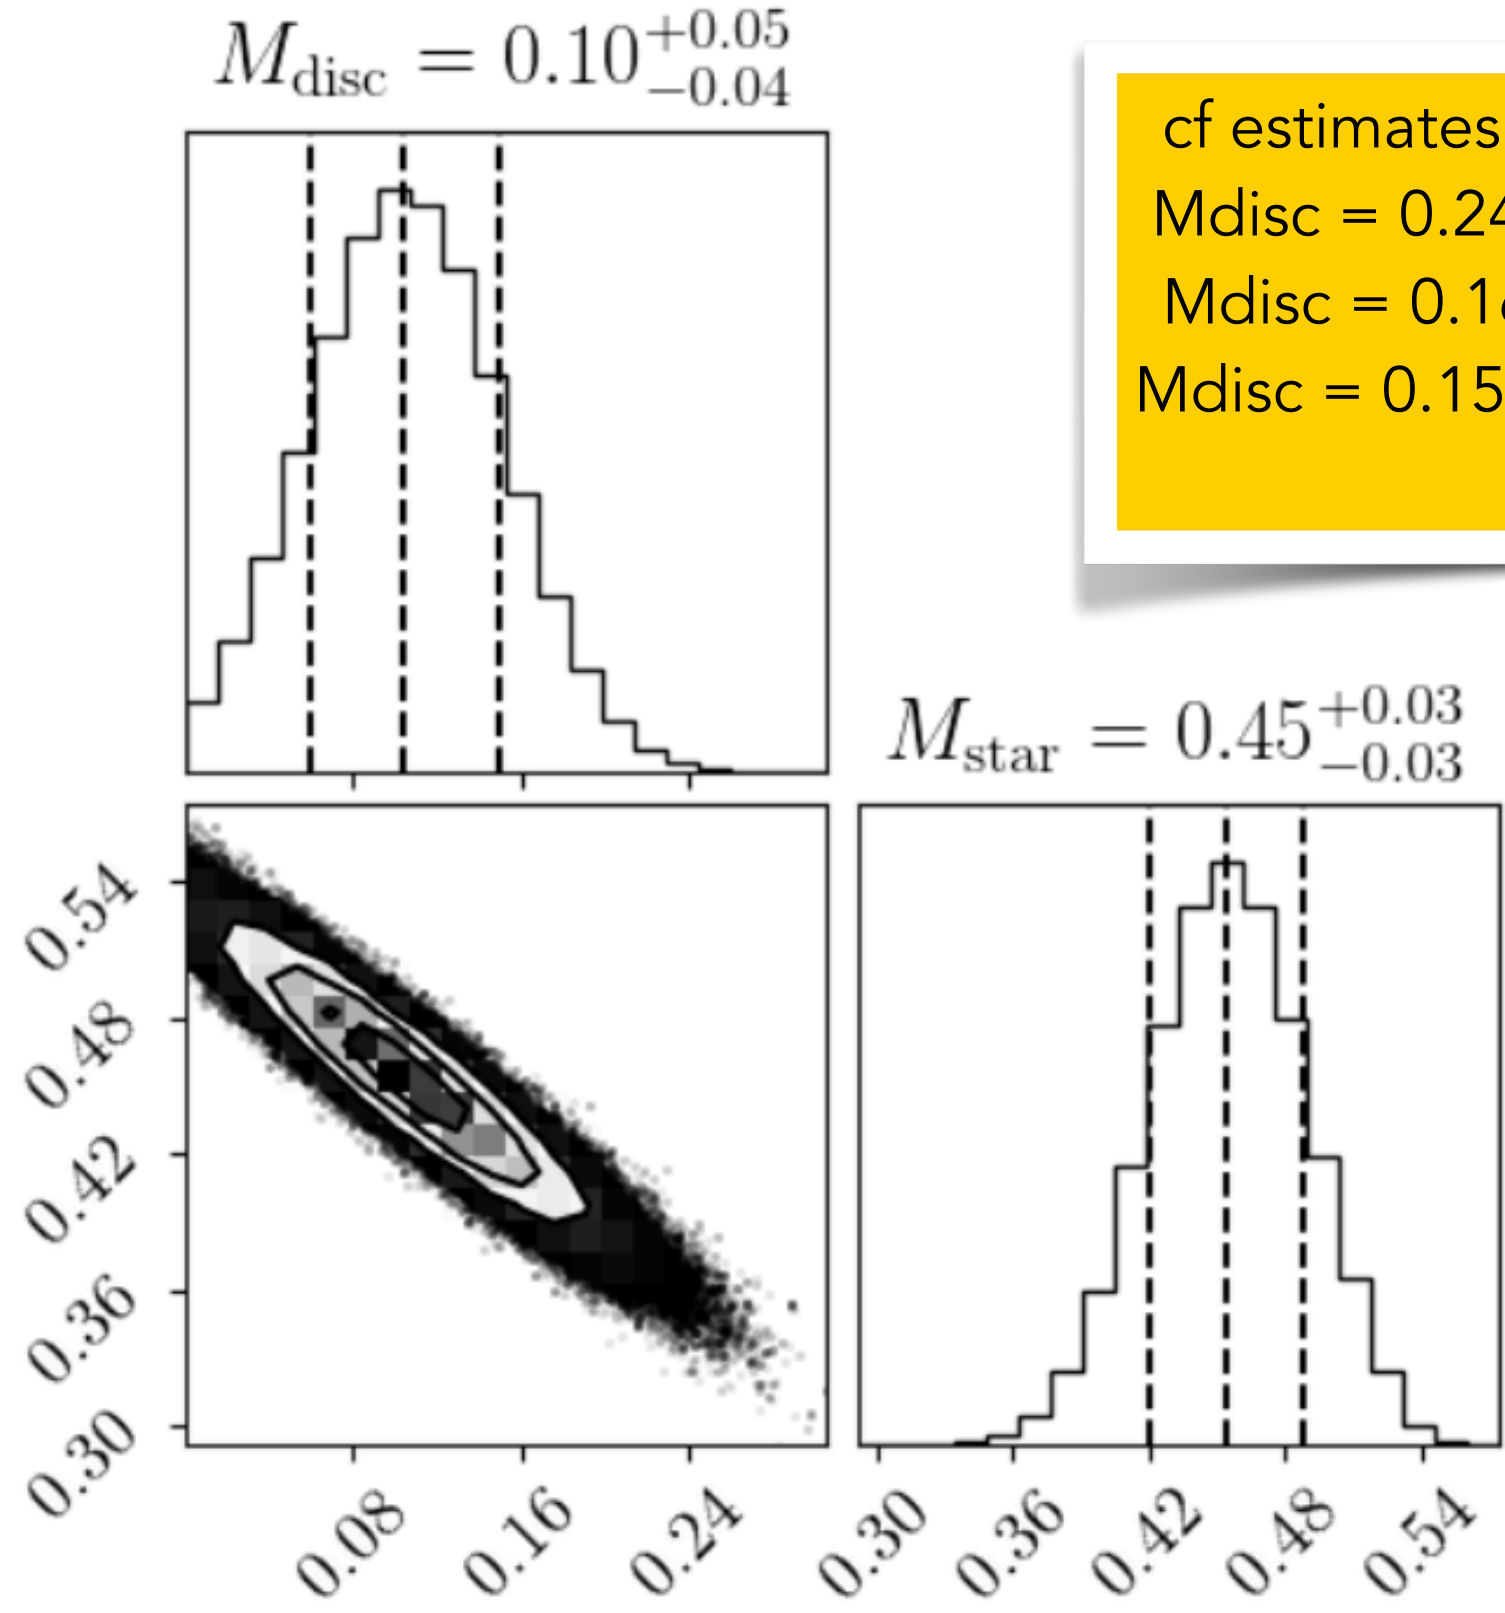 M_disc = 0.10^{+0.05}_{-0.04}
cf estimates
Mdisc = 0.24
Mdisc = 0.1
Mdisc = 0.15
M_star = 0.45^{+0.03}_{-0.03}
0.54
0.48
0.42
0.36
0.30
0.08 0.16 0.24 0.30 0.36 0.42 0.48 0.54